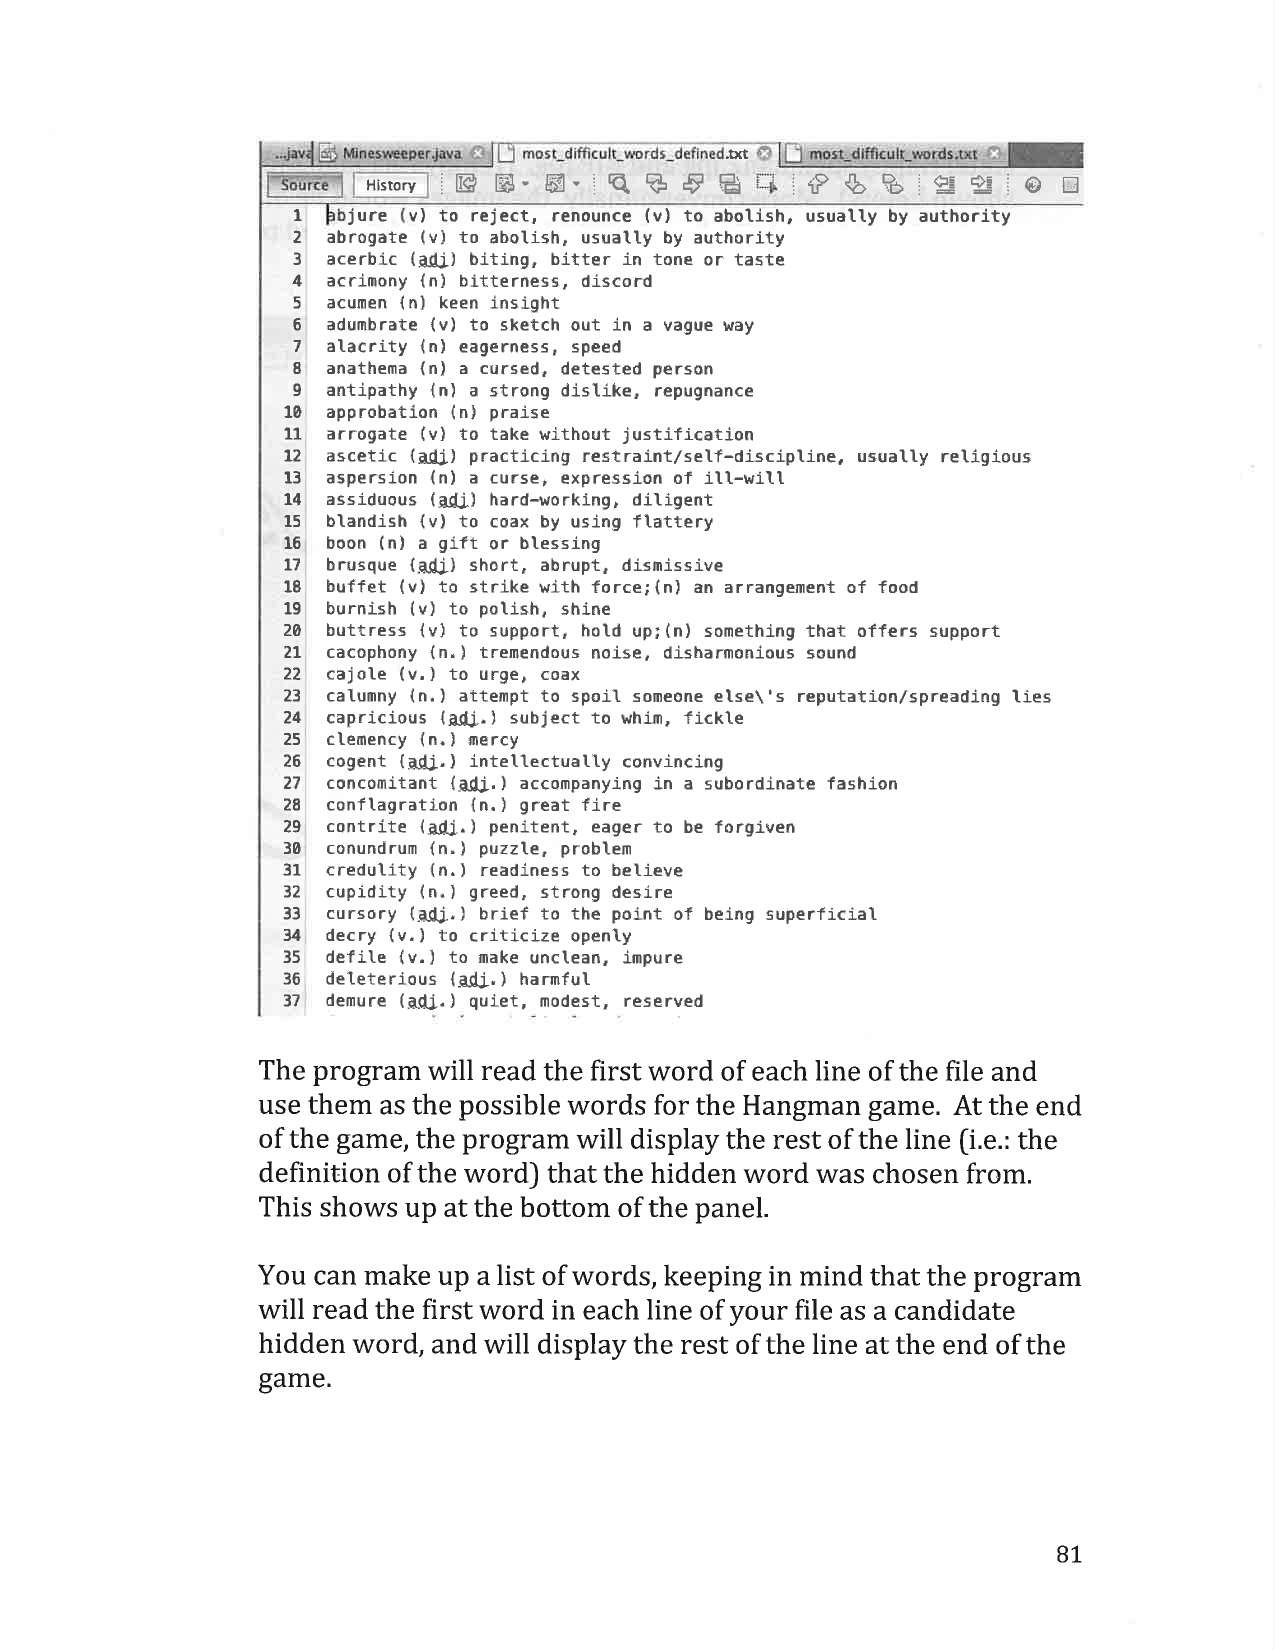 ...java Minesweeper.java most_difficult_words_defined.txt most_difficult_words.txt
Source History
1 abjure (v) to reject, renounce (v) to abolish, usually by authority
2 abrogate (v) to abolish, usually by authority
3 acerbic (adj) biting, bitter in tone or taste
4 acrimony (n) bitterness, discord
5 acumen (n) keen insight
6 adumbrate (v) to sketch out in a vague way
7 alacrity (n) eagerness, speed
8 anathema (n) a cursed, detested person
9 antipathy (n) a strong dislike, repugnance
10 approbation (n) praise
11 arrogate (v) to take without justification
12 ascetic (adj) practicing restraint/self-discipline, usually religious
13 aspersion (n) a curse, expression of ill-will
14 assiduous (adj) hard-working, diligent
15 blandish (v) to coax by using flattery
16 boon (n) a gift or blessing
17 brusque (adj) short, abrupt, dismissive
18 buffet (v) to strike with force;(n) an arrangement of food
19 burnish (v) to polish, shine
20 buttress (v) to support, hold up;(n) something that offers support
21 cacophony (n.) tremendous noise, disharmonious sound
22 cajole (v.) to urge, coax
23 calumny (n.) attempt to spoil someone else\'s reputation/spreading lies
24 capricious (adj.) subject to whim, fickle
25 clemency (n.) mercy
26 cogent (adj.) intellectually convincing
27 concomitant (adj.) accompanying in a subordinate fashion
28 conflagration (n.) great fire
29 contrite (adj.) penitent, eager to be forgiven
30 conundrum (n.) puzzle, problem
31 credulity (n.) readiness to believe
32 cupidity (n.) greed, strong desire
33 cursory (adj.) brief to the point of being superficial
34 decry (v.) to criticize openly
35 defile (v.) to make unclean, impure
36 deleterious (adj.) harmful
37 demure (adj.) quiet, modest, reserved
The program will read the first word of each line of the file and
use them as the possible words for the Hangman game. At the end
of the game, the program will display the rest of the line (i.e.: the
definition of the word) that the hidden word was chosen from.
This shows up at the bottom of the panel.
You can make up a list of words, keeping in mind that the program
will read the first word in each line of your file as a candidate
hidden word, and will display the rest of the line at the end of the
game.
81